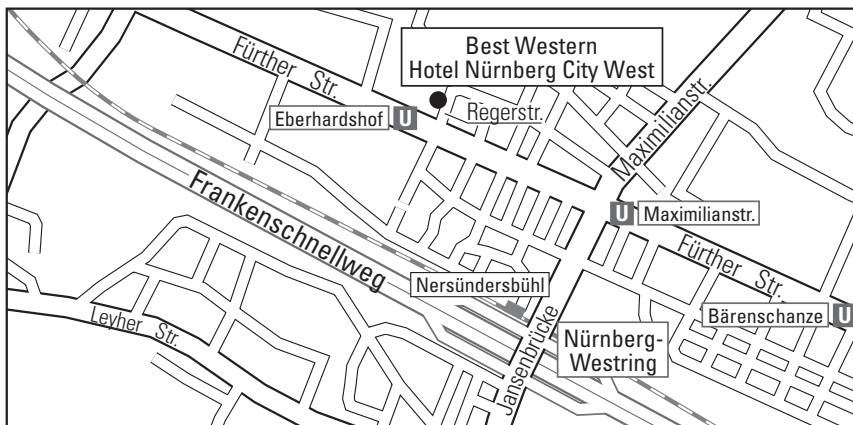 Best Western
Hotel Nürnberg City West
Fürther Str.
Maximilianstr.
Regerstr.
Eberhardshof U
U Maximilianstr.
Frankenschnellweg
Fürther Str.
Nersündersbühl
Bärenschanze U
Leyher Str.
Jansenbrücke
Nürnberg-
Westring